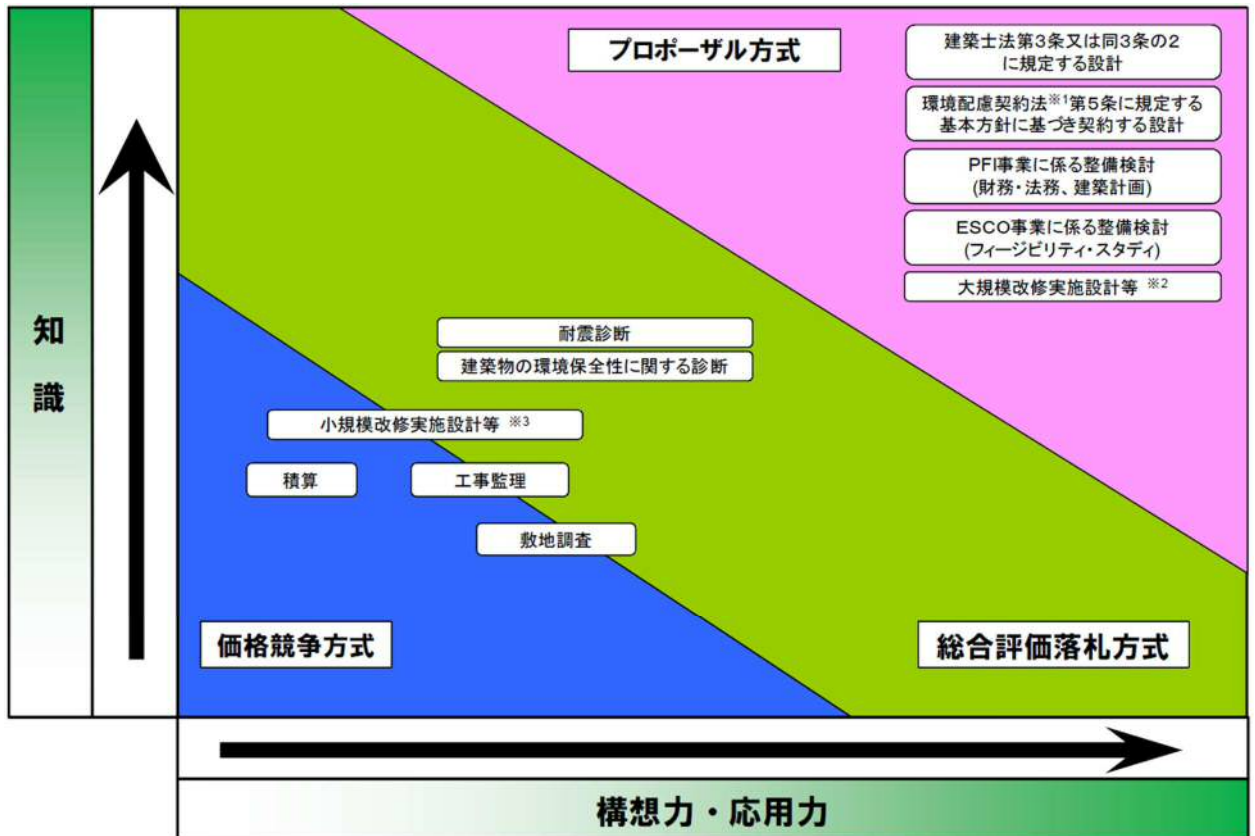 プロポーザル方式
建築士法第3条又は同3条の2
に規定する設計
環境配慮契約法※1第5条に規定する
基本方針に基づき契約する設計
PFI事業に係る整備検討
(財務・法務、建築計画)
ESCO事業に係る整備検討
(フィージビリティ・スタディ)
大規模改修実施設計等 ※2
知識
耐震診断
建築物の環境保全性に関する診断
小規模改修実施設計等 ※3
積算
工事監理
敷地調査
価格競争方式
総合評価落札方式
構想力・応用力